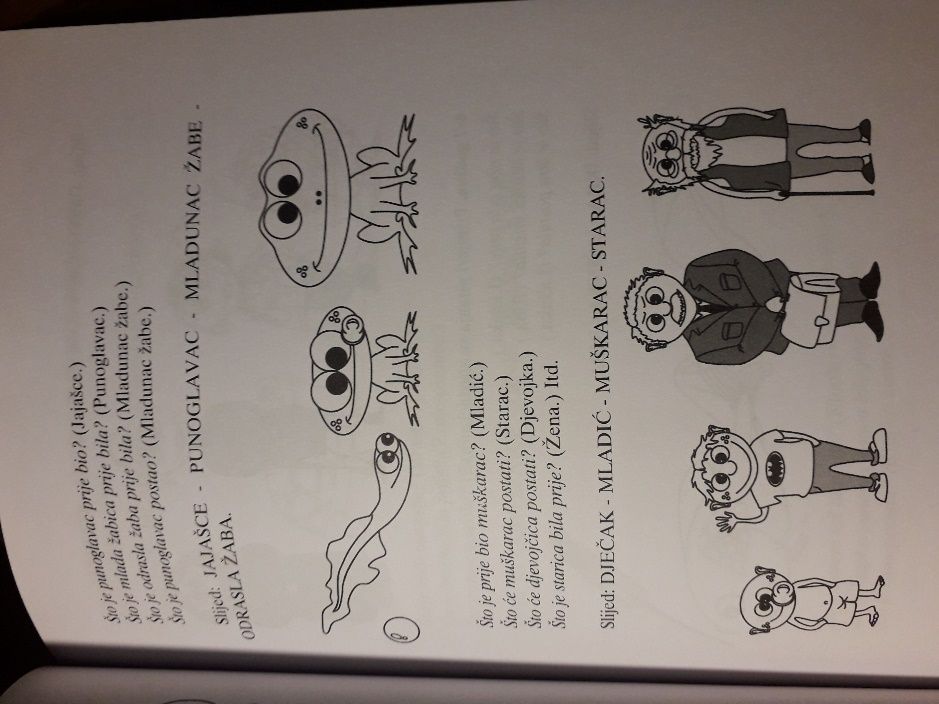 Što je punoglavac prije bio? (Jajašce.)
Što je mlada žabica prije bila? (Punoglavac.)
Što je odrasla žaba prije bila? (Mladunac žabe.)
Što je punoglavac postao? (Mladunac žabe.)
Slijed: JAJAŠCE - PUNOGLAVAC - MLADUNAC ŽABE -
ODRASLA ŽABA.
Što je prije bio muškarac? (Mladić.)
Što će muškarac postati? (Starac.)
Što će djevojčica postati? (Djevojka.)
Što je starica bila prije? (Žena.) Itd.
Slijed: DJEČAK - MLADIĆ - MUŠKARAC - STARAC.